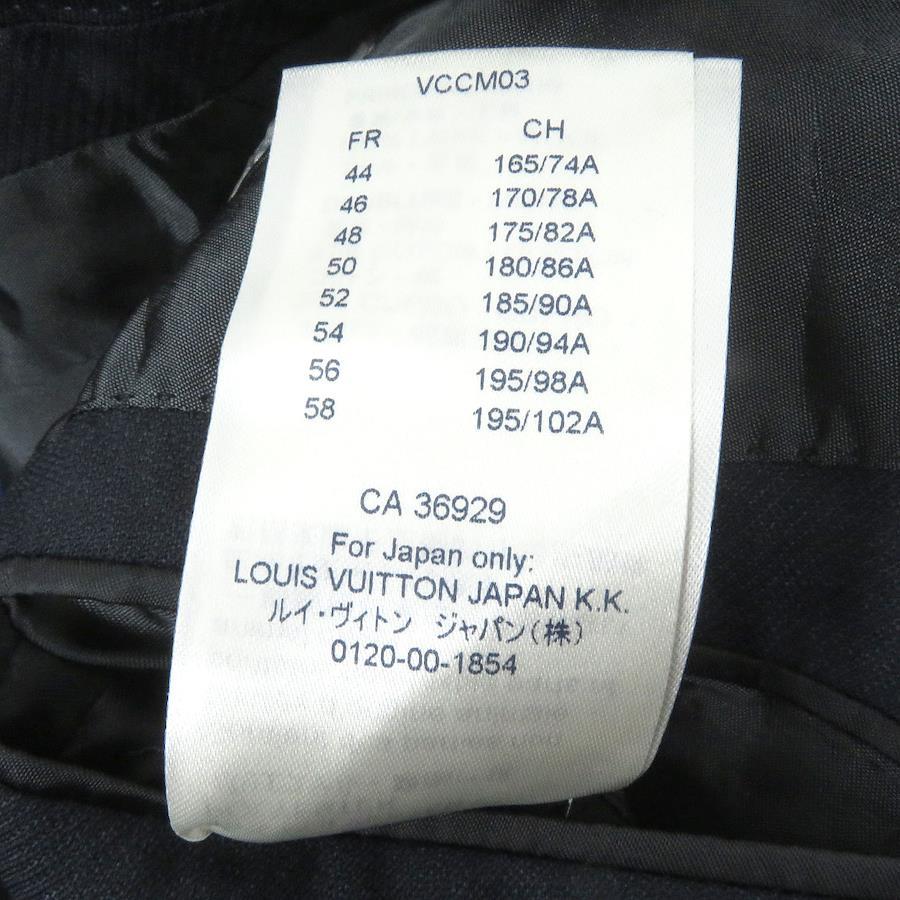 VCCM03
FR CH
44 165/74A
46 170/78A
48 175/82A
50 180/86A
52 185/90A
54 190/94A
56 195/98A
58 195/102A
CA 36929
For Japan only:
LOUIS VUITTON JAPAN K.K.
ルイ・ヴィトン ジャパン(株)
0120-00-1854